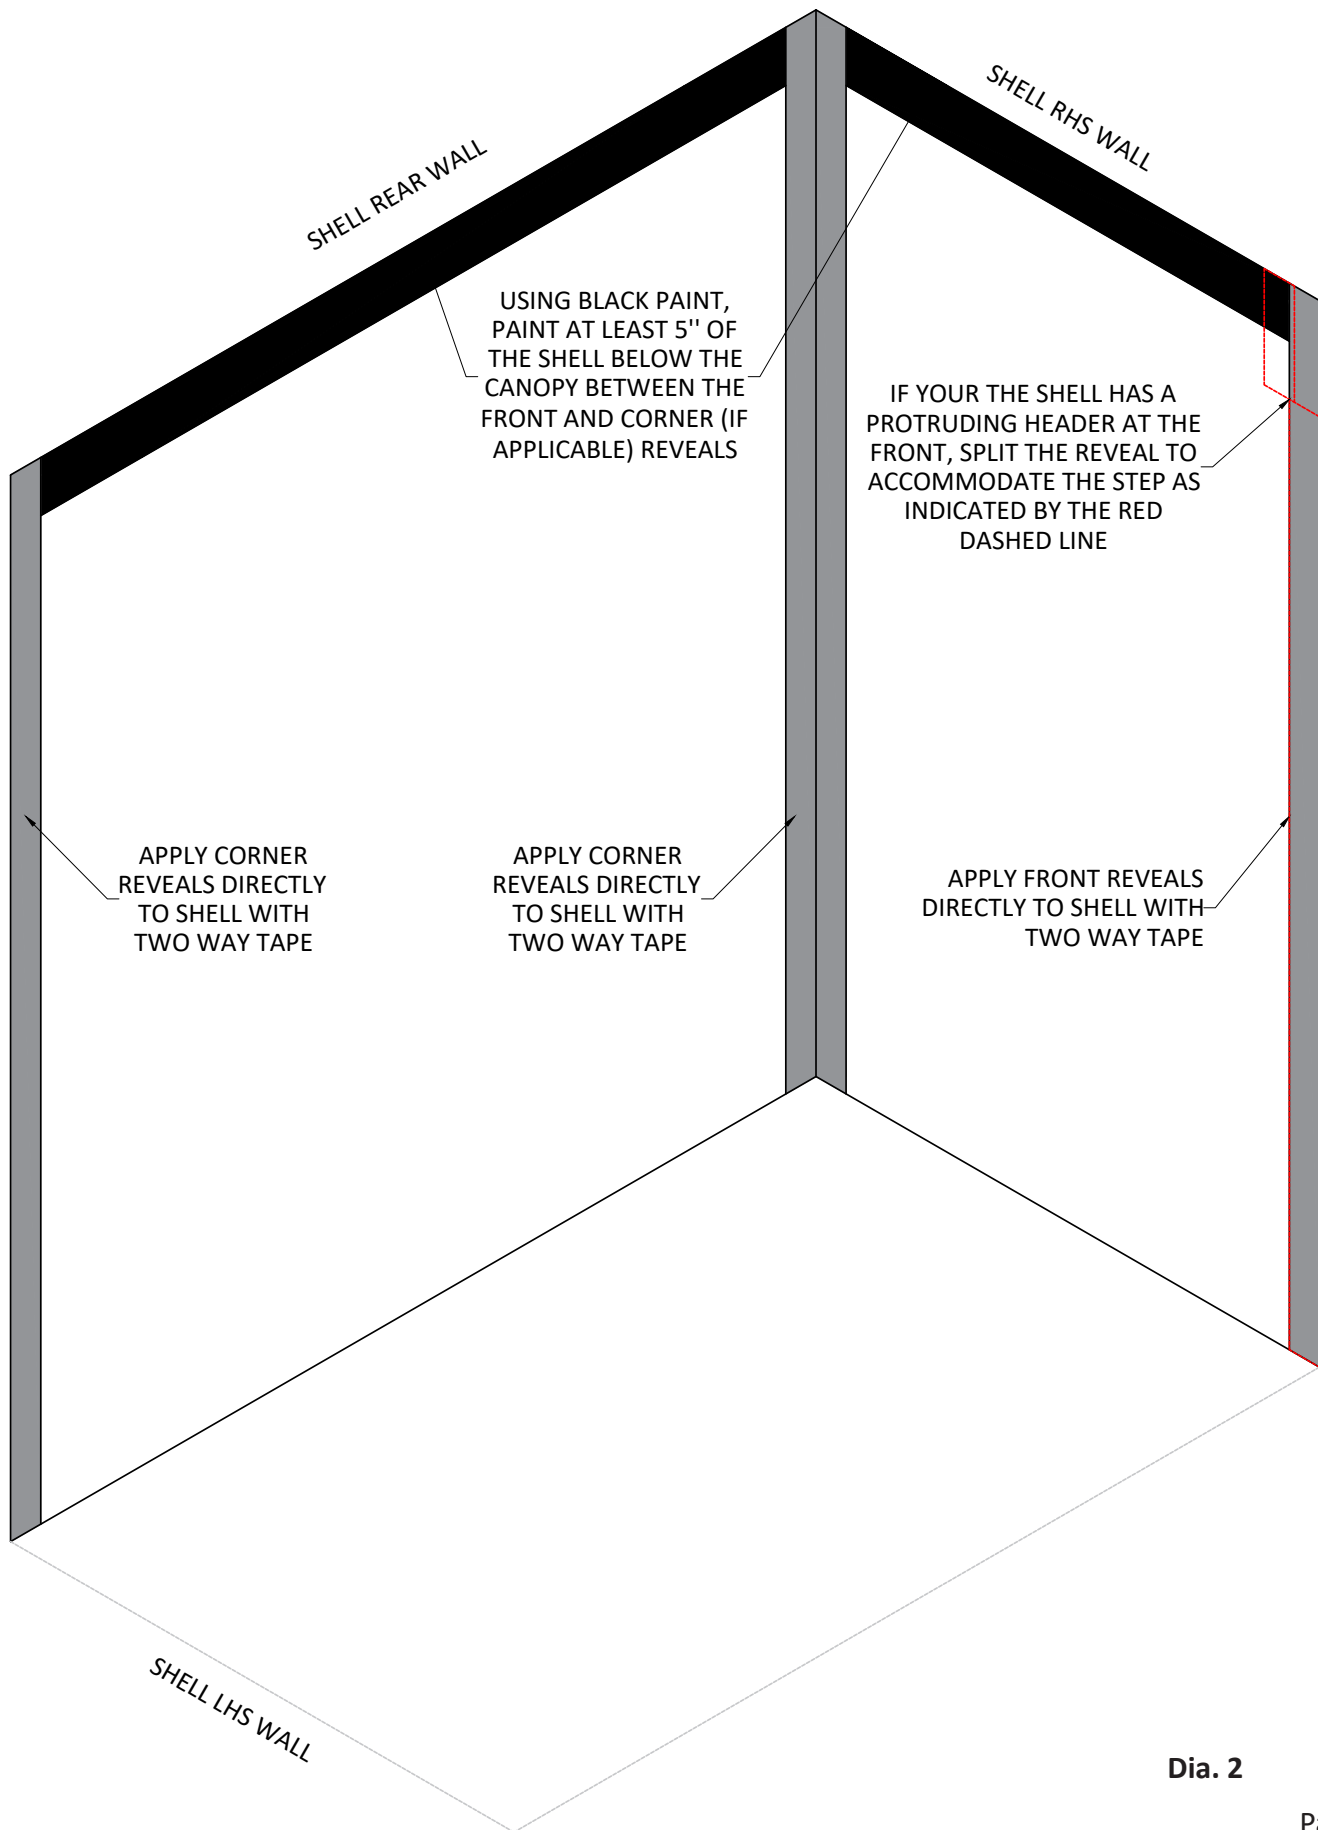 SHELL RHS WALL
SHELL REAR WALL
USING BLACK PAINT,
PAINT AT LEAST 5'' OF
THE SHELL BELOW THE
CANOPY BETWEEN THE
FRONT AND CORNER (IF
APPLICABLE) REVEALS
IF YOUR THE SHELL HAS A
PROTRUDING HEADER AT THE
FRONT, SPLIT THE REVEAL TO
ACCOMMODATE THE STEP AS
INDICATED BY THE RED
DASHED LINE
APPLY CORNER
REVEALS DIRECTLY
TO SHELL WITH
TWO WAY TAPE
APPLY CORNER
REVEALS DIRECTLY
TO SHELL WITH
TWO WAY TAPE
APPLY FRONT REVEALS
DIRECTLY TO SHELL WITH
TWO WAY TAPE
SHELL LHS WALL
Dia. 2